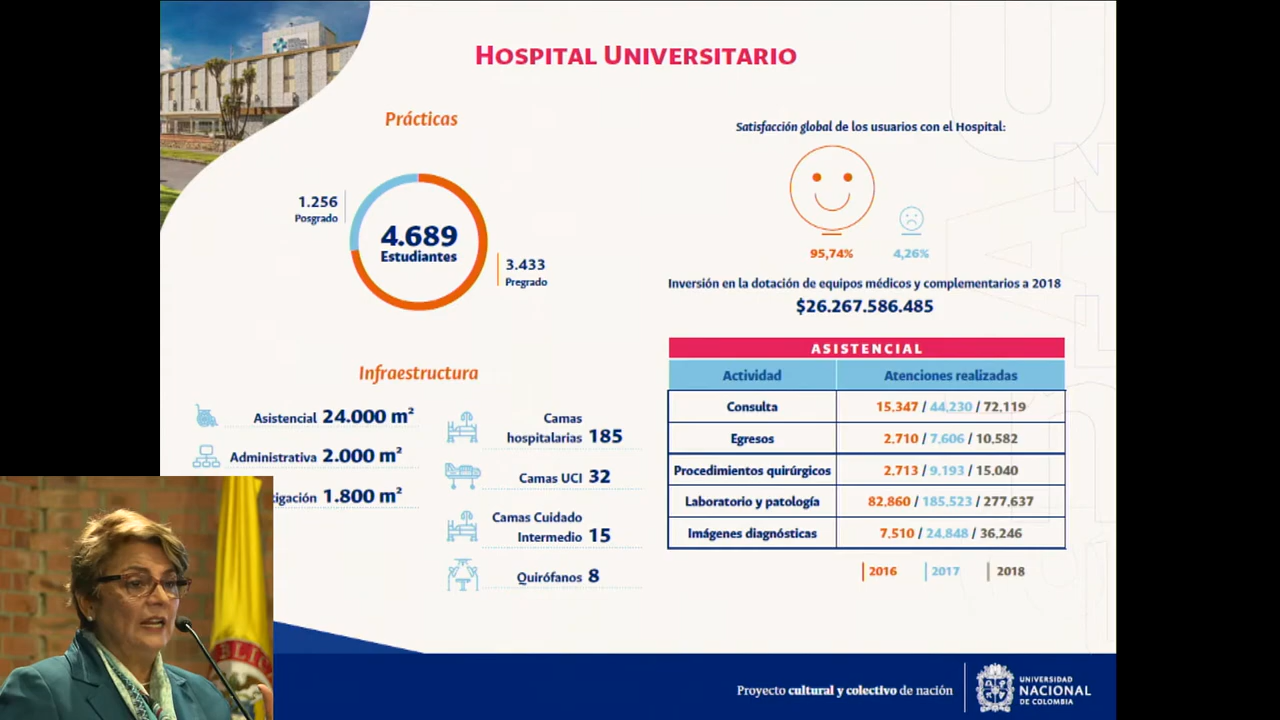 HOSPITAL UNIVERSITARIO
Prácticas
1.256
Posgrado
4.689
Estudiantes
3.433
Pregrado
Infraestructura
Asistencial 24.000 m²
Administrativa 2.000 m²
tigación 1.800 m²
Camas
hospitalarias 185
Camas UCI 32
Camas Cuidado
Intermedio 15
Quirófanos 8
Satisfacción global de los usuarios con el Hospital:
95,74% 4,26%
Inversión en la dotación de equipos médicos y complementarios a 2018
$26.267.586.485
ASISTENCIAL
Actividad Atenciones realizadas
Consulta 15.347 / 44.230 / 72.119
Egresos 2.710 / 7.606 / 10.582
Procedimientos quirúrgicos 2.713 / 9.193 / 15.040
Laboratorio y patología 82.860 / 185.523 / 277.637
Imágenes diagnósticas 7.510 / 24.848 / 36.246
2016 2017 2018
Proyecto cultural y colectivo de nación
UNIVERSIDAD
NACIONAL
DE COLOMBIA